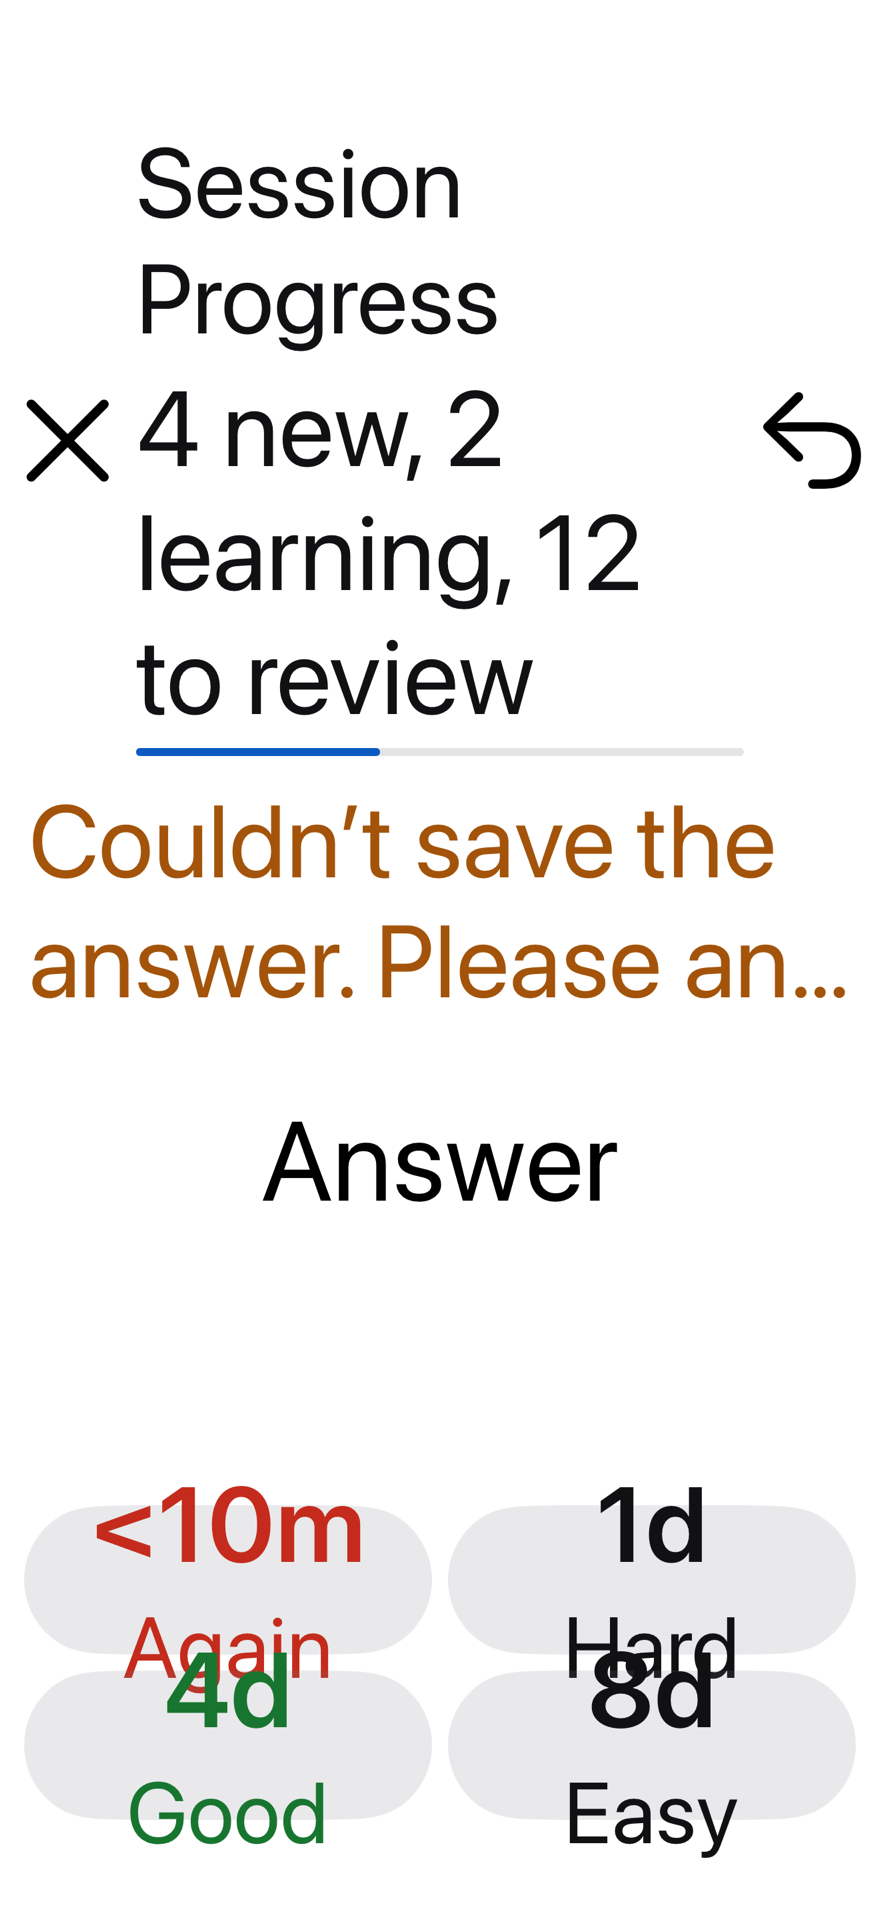 Session
Progress
4 new, 2
learning, 12
to review
Couldn’t save the
answer. Please an…
Answer
<10m
Again
1d
Hard
4d
Good
8d
Easy